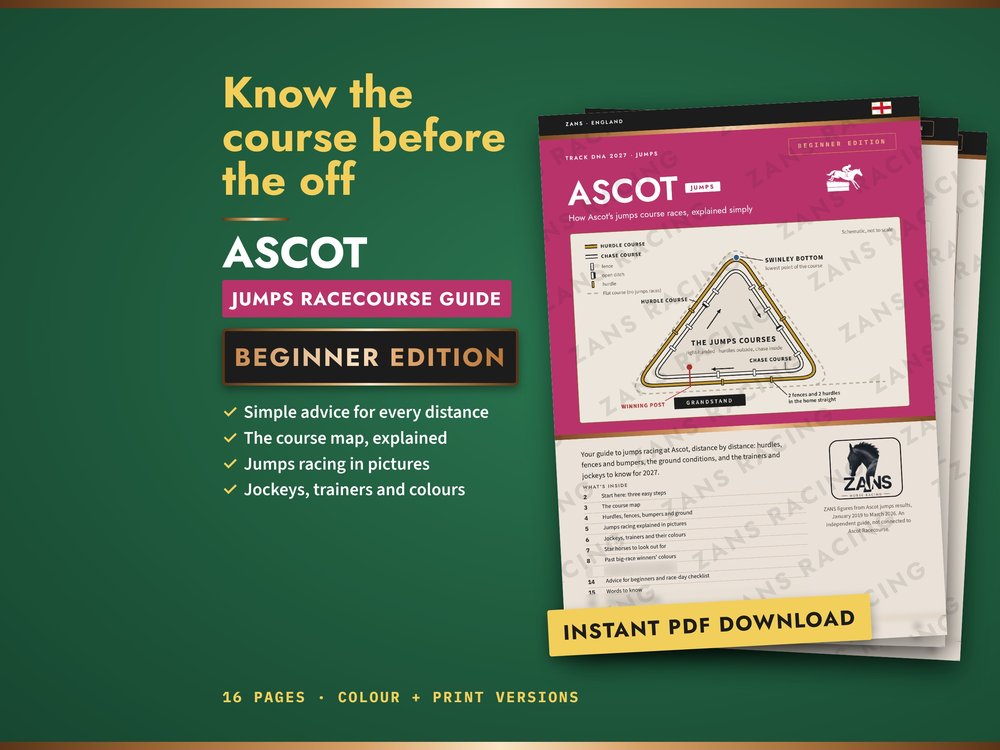 Know the
course before
the off
ASCOT
JUMPS RACECOURSE GUIDE
BEGINNER EDITION
Simple advice for every distance
The course map, explained
Jumps racing in pictures
Jockeys, trainers and colours
16 PAGES · COLOUR + PRINT VERSIONS
ZANS · ENGLAND
TRACK DNA 2027 · JUMPS
BEGINNER EDITION
ASCOT JUMPS
How Ascot's jumps course races, explained simply
Schematic, not to scale
HURDLE COURSE
CHASE COURSE
fence
open ditch
hurdle
Flat course (no jumps races)
SWINLEY BOTTOM
lowest point of the course
HURDLE COURSE
THE JUMPS COURSES
right-handed · hurdles outside, chase inside
CHASE COURSE
WINNING POST
GRANDSTAND
2 fences and 2 hurdles
in the home straight
Your guide to jumps racing at Ascot, distance by distance: hurdles,
fences and bumpers, the ground conditions, and the trainers and
jockeys to know for 2027.
WHAT'S INSIDE
2 Start here: three easy steps
3 The course map
4 Hurdles, fences, bumpers and ground
5 Jumps racing explained in pictures
6 Jockeys, trainers and their colours
7 Star horses to look out for
8 Past big-race winners' colours
14 Advice for beginners and race-day checklist
15 Words to know
ZANS
HORSE RACING
ZANS figures from Ascot jumps results,
January 2019 to March 2026. An
independent guide, not connected to
Ascot Racecourse.
ZANS RACING
INSTANT PDF DOWNLOAD